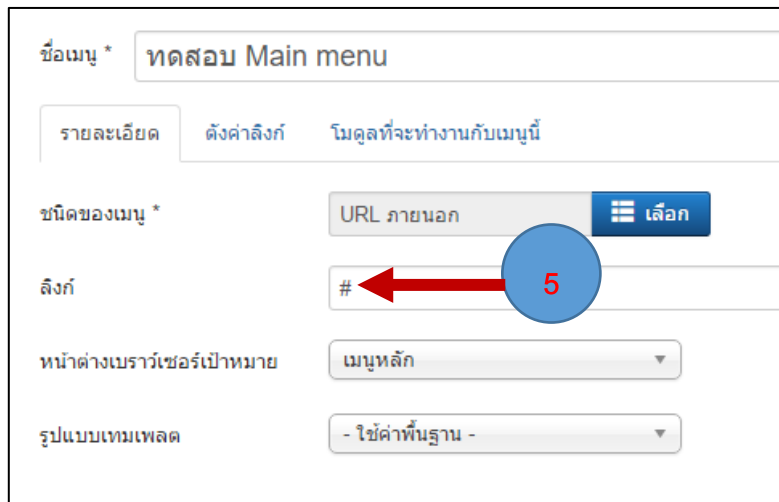 ชื่อเมนู * ทดสอบ Main menu
รายละเอียด ตังค่าลิงก์ โมดูลที่จะทำงานกับเมนูนี้
ชนิดของเมนู * URL ภายนอก เลือก
ลิงก์ # 5
หน้าต่างเบราว์เซอร์เป้าหมาย เมนูหลัก
รูปแบบเทมเพลต - ใช้ค่าพื้นฐาน -